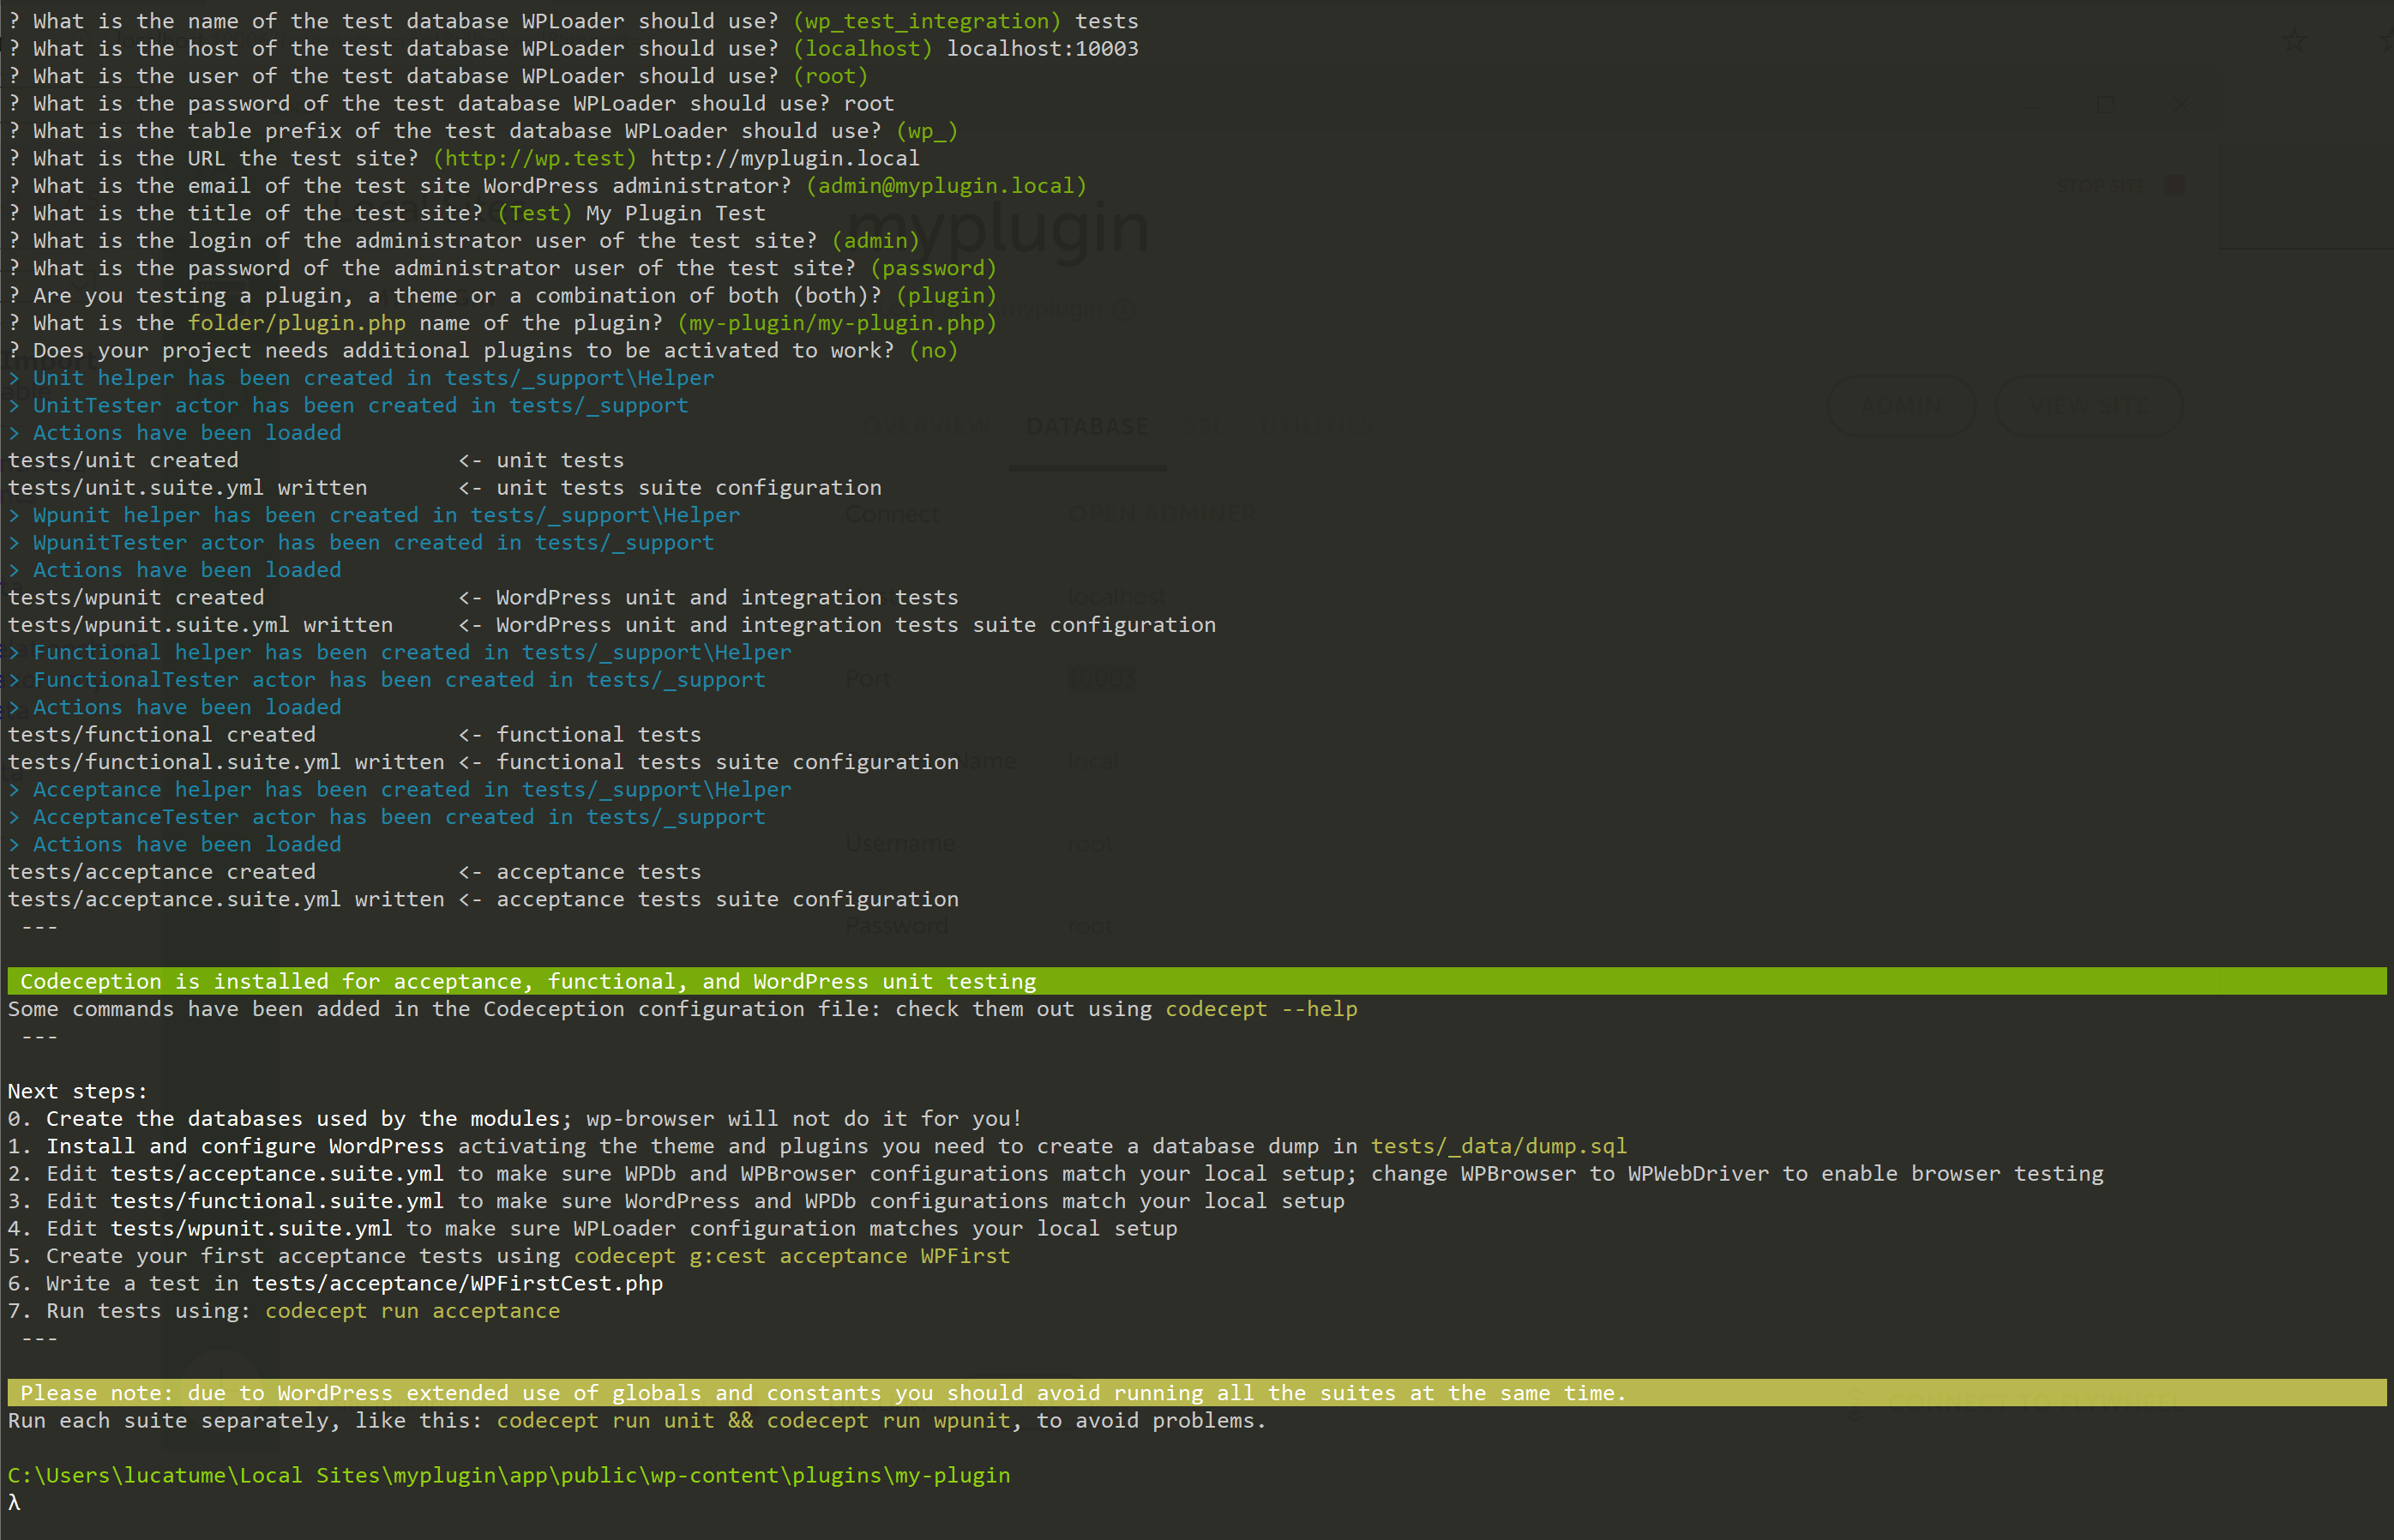 ? What is the name of the test database WPLoader should use? (wp_test_integration) tests
? What is the host of the test database WPLoader should use? (localhost) localhost:10003
? What is the user of the test database WPLoader should use? (root)
? What is the password of the test database WPLoader should use? root
? What is the table prefix of the test database WPLoader should use? (wp_)
? What is the URL the test site? (http://wp.test) http://myplugin.local
STOP SITE
? What is the email of the test site WordPress administrator? (admin@myplugin.local)
? What is the title of the test site? (Test) My Plugin Test
myplugin
? What is the login of the administrator user of the test site? (admin)
? What is the password of the administrator user of the test site? (password)
? Are you testing a plugin, a theme or a combination of both (both)? (plugin)
? What is the folder/plugin.php name of the plugin? (my-plugin/my-plugin.php)
? Does your project needs additional plugins to be activated to work? (no)
> Unit helper has been created in tests/_support\Helper
> UnitTester actor has been created in tests/_support
ADMIN VIEW SITE
> Actions have been loaded
OVERVIEW DATABASE SSL UTILITIES
tests/unit created <- unit tests
tests/unit.suite.yml written <- unit tests suite configuration
> Wpunit helper has been created in tests/_support\Helper
Connect OPEN ADMINER
> WpunitTester actor has been created in tests/_support
> Actions have been loaded
tests/wpunit created <- WordPress unit and integration tests
localhost
tests/wpunit.suite.yml written <- WordPress unit and integration tests suite configuration
> Functional helper has been created in tests/_support\Helper
> FunctionalTester actor has been created in tests/_support
Port 10003
> Actions have been loaded
tests/functional created <- functional tests
tests/functional.suite.yml written <- functional tests suite configuration
Name local
> Acceptance helper has been created in tests/_support\Helper
> AcceptanceTester actor has been created in tests/_support
> Actions have been loaded
Username root
tests/acceptance created <- acceptance tests
tests/acceptance.suite.yml written <- acceptance tests suite configuration
---
Password root
Codeception is installed for acceptance, functional, and WordPress unit testing
Some commands have been added in the Codeception configuration file: check them out using codecept --help
---
Next steps:
0. Create the databases used by the modules; wp-browser will not do it for you!
1. Install and configure WordPress activating the theme and plugins you need to create a database dump in tests/_data/dump.sql
2. Edit tests/acceptance.suite.yml to make sure WPDb and WPBrowser configurations match your local setup; change WPBrowser to WPWebDriver to enable browser testing
3. Edit tests/functional.suite.yml to make sure WordPress and WPDb configurations match your local setup
4. Edit tests/wpunit.suite.yml to make sure WPLoader configuration matches your local setup
5. Create your first acceptance tests using codecept g:cest acceptance WPFirst
6. Write a test in tests/acceptance/WPFirstCest.php
7. Run tests using: codecept run acceptance
---
Please note: due to WordPress extended use of globals and constants you should avoid running all the suites at the same time.
Run each suite separately, like this: codecept run unit && codecept run wpunit, to avoid problems.
C:\Users\lucatume\Local Sites\myplugin\app\public\wp-content\plugins\my-plugin
λ